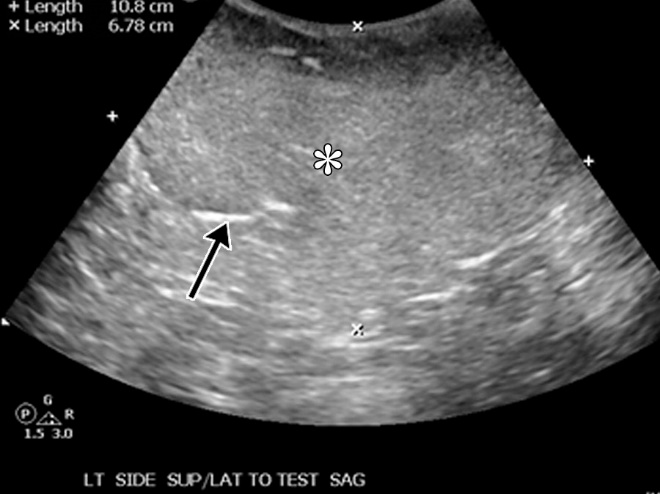 + Length 10.8 cm
× Length 6.78 cm
G
P R
1.5 3.0
LT SIDE SUP/LAT TO TEST SAG